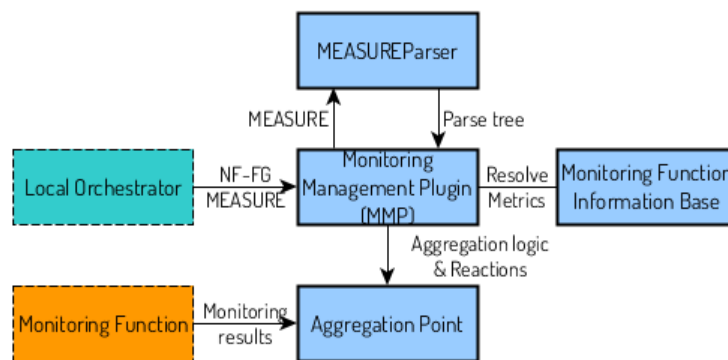 MEASUREParser
MEASURE
Parse tree
Local Orchestrator
NF-FG
MEASURE
Monitoring
Management Plugin
(MMP)
Resolve
Metrics
Monitoring Function
Information Base
Aggregation logic
& Reactions
Monitoring Function
Monitoring
results
Aggregation Point